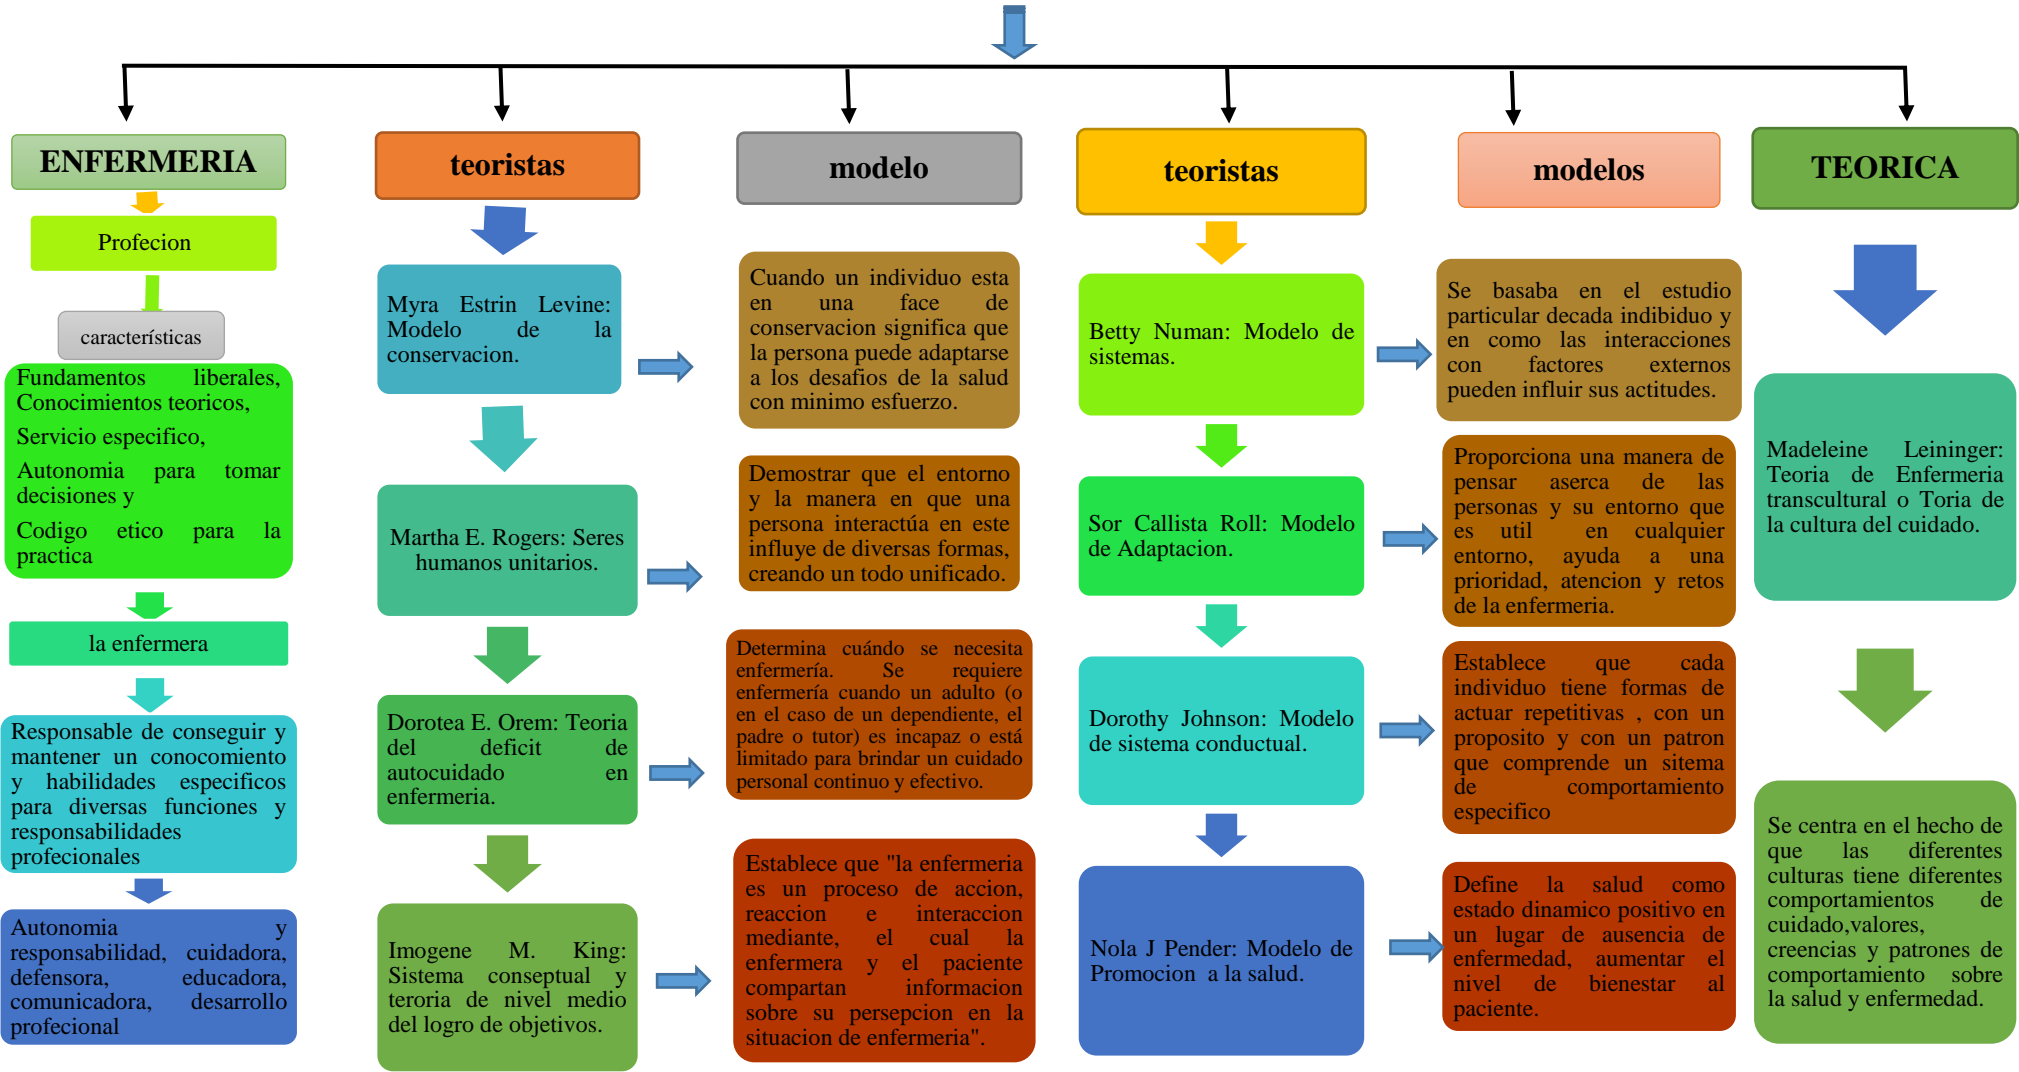 ENFERMERIA
Profecion
características
Fundamentos liberales,
Conocimientos teoricos,
Servicio especifico,
Autonomia para tomar
decisiones y
Codigo etico para la
practica
la enfermera
Responsable de conseguir y
mantener un conocomiento
y habilidades especificos
para diversas funciones y
responsabilidades
profecionales
Autonomia y
responsabilidad, cuidadora,
defensora, educadora,
comunicadora, desarrollo
profecional
teoristas
Myra Estrin Levine:
Modelo de la
conservacion.
Martha E. Rogers: Seres
humanos unitarios.
Dorotea E. Orem: Teoria
del deficit de
autocuidado en
enfermeria.
Imogene M. King:
Sistema conseptual y
teroria de nivel medio
del logro de objetivos.
modelo
Cuando un individuo esta
en una face de
conservacion significa que
la persona puede adaptarse
a los desafios de la salud
con minimo esfuerzo.
Demostrar que el entorno
y la manera en que una
persona interactúa en este
influye de diversas formas,
creando un todo unificado.
Determina cuándo se necesita
enfermería. Se requiere
enfermería cuando un adulto (o
en el caso de un dependiente, el
padre o tutor) es incapaz o está
limitado para brindar un cuidado
personal continuo y efectivo.
Establece que "la enfermeria
es un proceso de accion,
reaccion e interaccion
mediante, el cual la
enfermera y el paciente
compartan informacion
sobre su persepcion en la
situacion de enfermeria".
teoristas
Betty Numan: Modelo de
sistemas.
Sor Callista Roll: Modelo
de Adaptacion.
Dorothy Johnson: Modelo
de sistema conductual.
Nola J Pender: Modelo de
Promocion a la salud.
modelos
Se basaba en el estudio
particular decada indibiduo y
en como las interacciones
con factores externos
pueden influir sus actitudes.
Proporciona una manera de
pensar aserca de las
personas y su entorno que
es util en cualquier
entorno, ayuda a una
prioridad, atencion y retos
de la enfermeria.
Establece que cada
individuo tiene formas de
actuar repetitivas , con un
proposito y con un patron
que comprende un sitema
de comportamiento
especifico
Define la salud como
estado dinamico positivo en
un lugar de ausencia de
enfermedad, aumentar el
nivel de bienestar al
paciente.
TEORICA
Madeleine Leininger:
Teoria de Enfermeria
transcultural o Toria de
la cultura del cuidado.
Se centra en el hecho de
que las diferentes
culturas tiene diferentes
comportamientos de
cuidado,valores,
creencias y patrones de
comportamiento sobre
la salud y enfermedad.